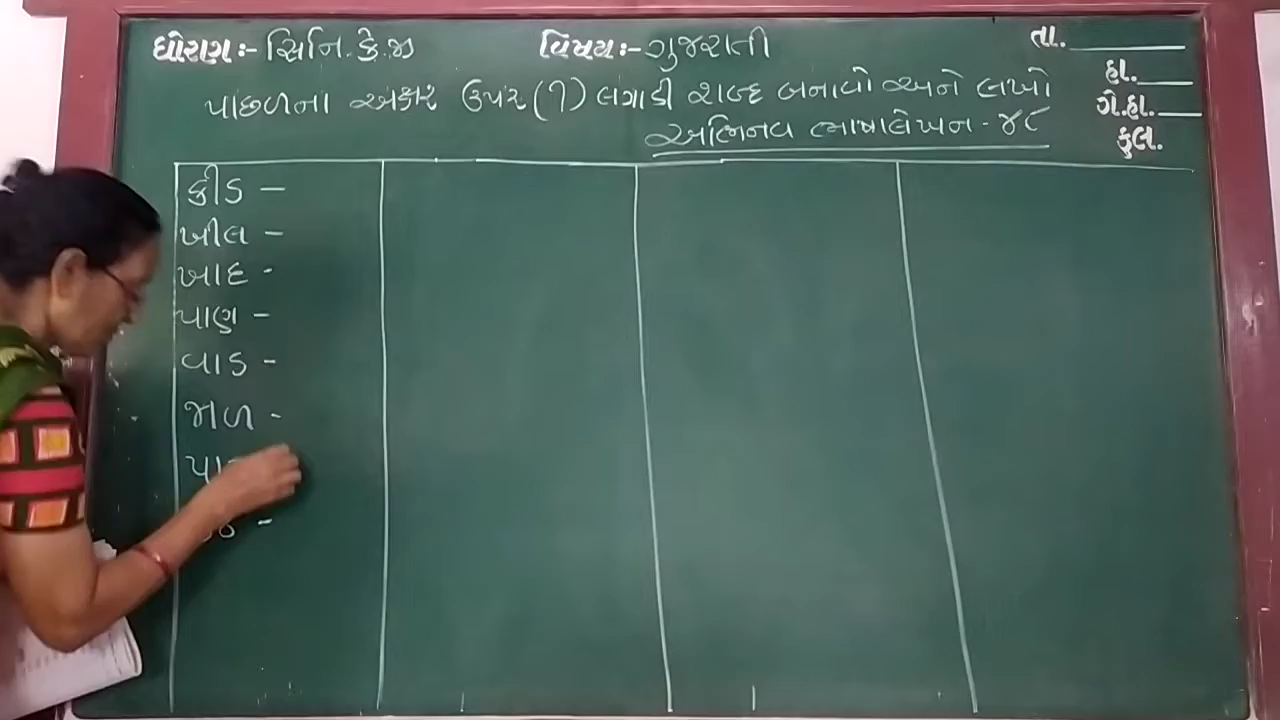 ધોરણ:- સિનિ.કે.જી વિષય:- ગુજરાતી તા.
હા.
પાછળના અક્ષર ઉપર (ી) લગાડી શબ્દ બનાવો અને લખો
ગે.હા.
અભિનવ ભાષાલેખન - ૪૮
ફુલ.
કીડ -
ખીલ -
ખાદ -
પાણ -
વાડ -
જાળ -